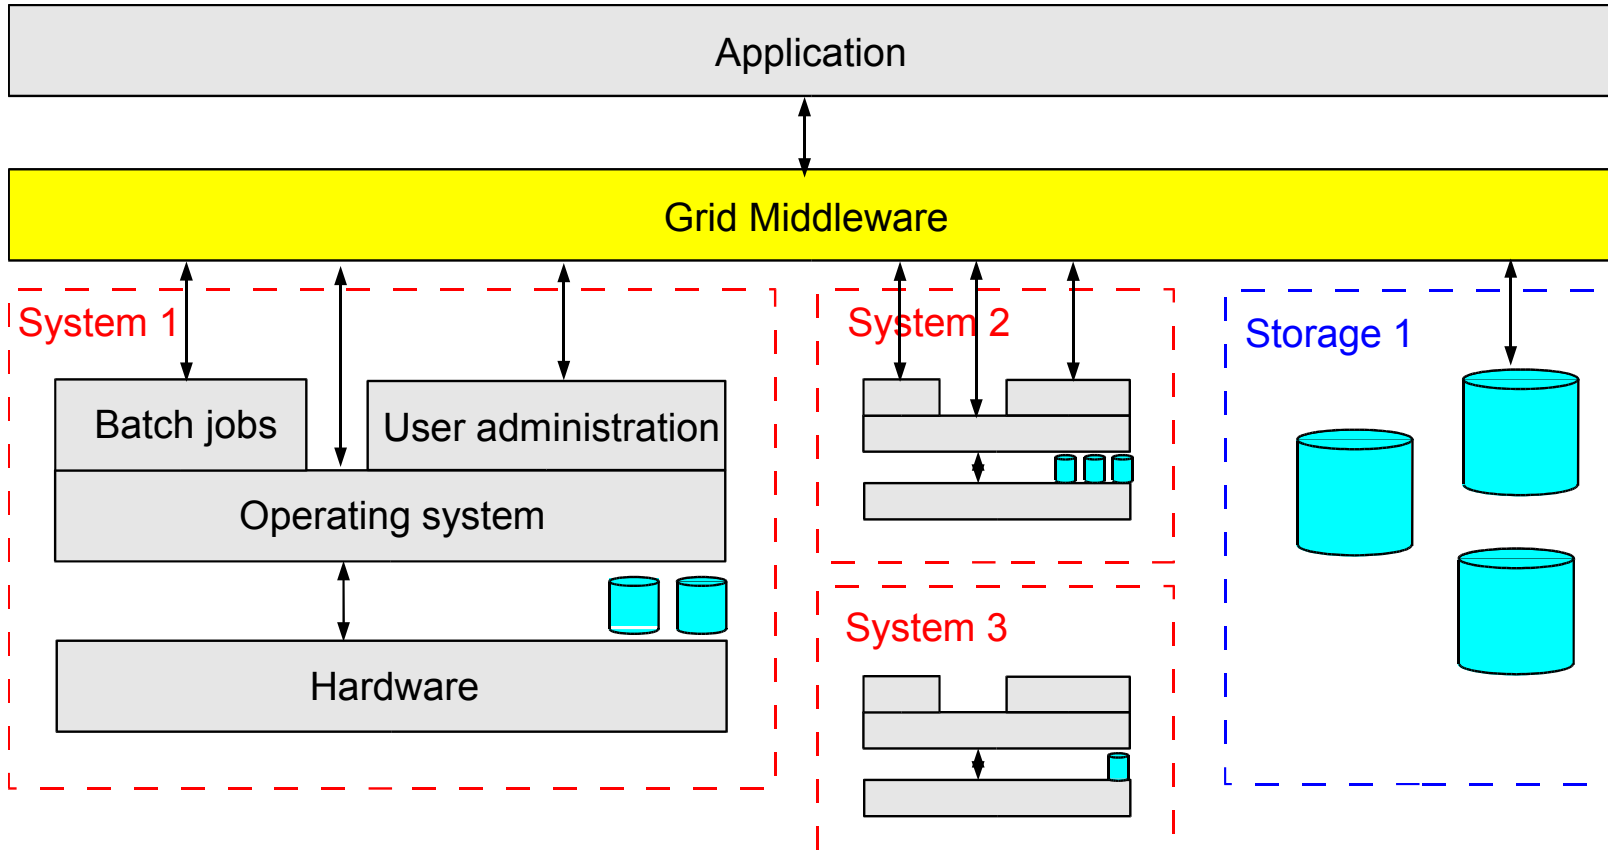 Application
Grid Middleware
System 1
System 2
Storage 1
Batch jobs
User administration
Operating system
System 3
Hardware